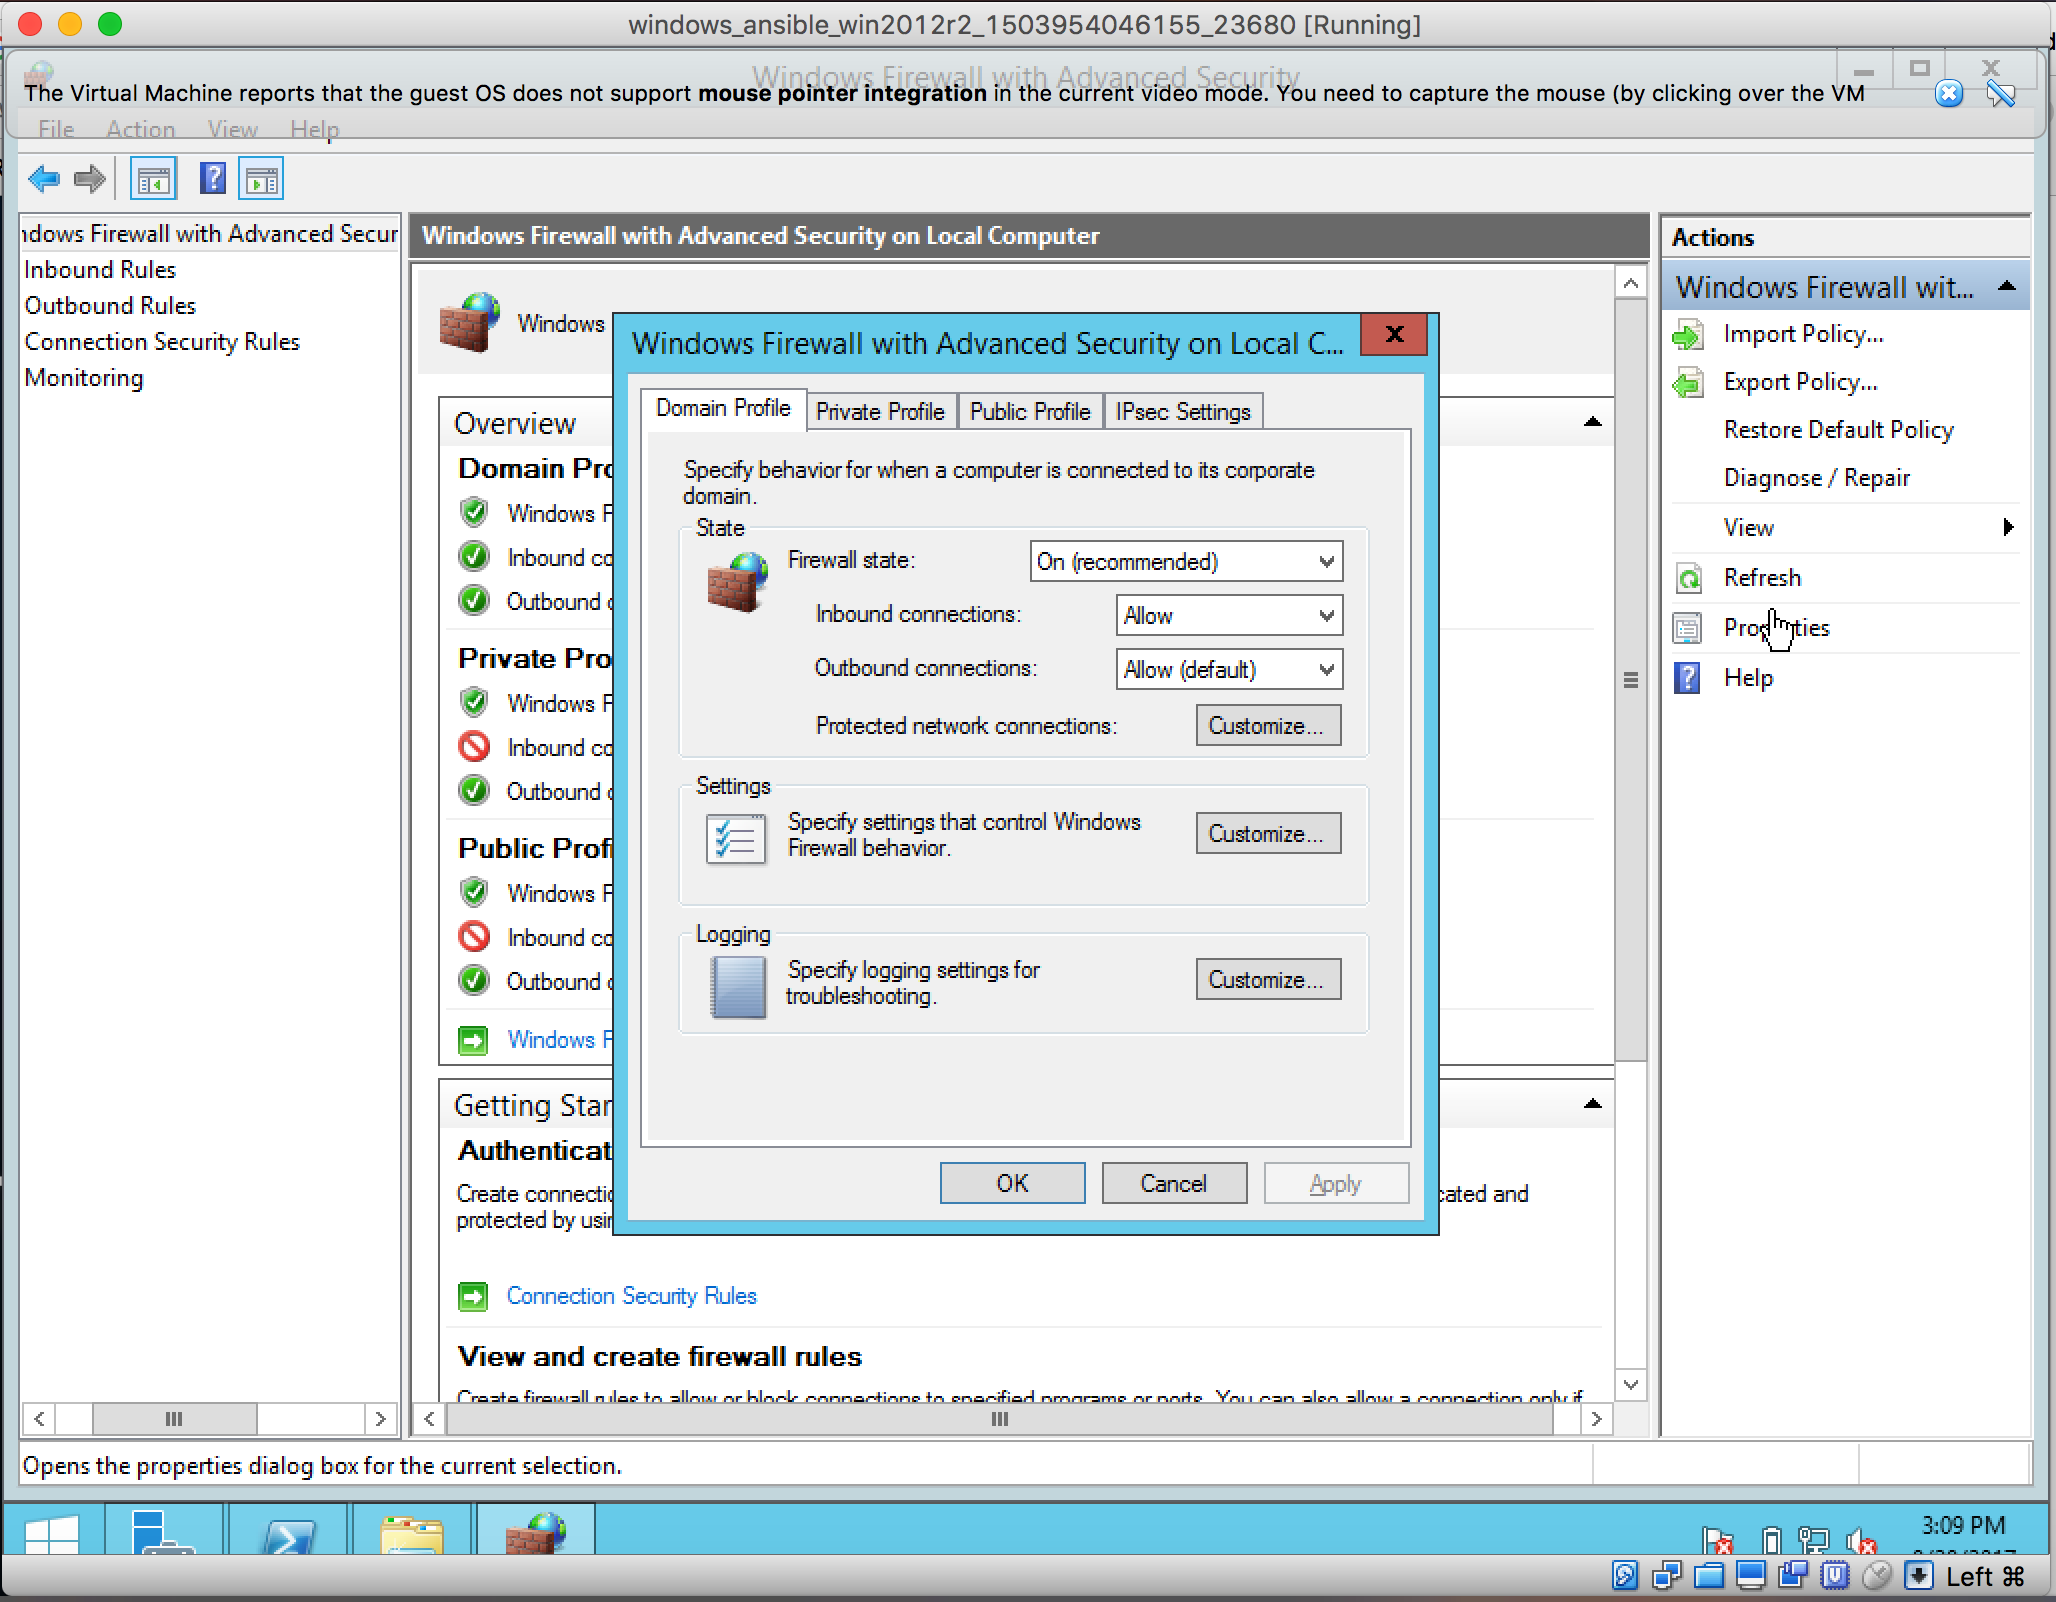 windows_ansible_win2012r2_1503954046155_23680 [Running]
Windows Firewall with Advanced Security
The Virtual Machine reports that the guest OS does not support mouse pointer integration in the current video mode. You need to capture the mouse (by clicking over the VM
File Action View Help
ndows Firewall with Advanced Secur
Inbound Rules
Outbound Rules
Connection Security Rules
Monitoring
Windows Firewall with Advanced Security on Local Computer
Windows
Overview
Domain Pro
Windows F
Inbound co
Outbound c
Private Pro
Windows F
Inbound co
Outbound c
Public Profi
Windows F
Inbound co
Outbound c
Windows F
Getting Star
Authenticat
Create connectio
cated and
protected by usin
Connection Security Rules
View and create firewall rules
Create firewall rules to allow or block connections to specified programs or ports. You can also allow a connection only if
Windows Firewall with Advanced Security on Local C...
Domain Profile Private Profile Public Profile IPsec Settings
Specify behavior for when a computer is connected to its corporate
domain.
State
Firewall state: On (recommended)
Inbound connections: Allow
Outbound connections: Allow (default)
Protected network connections: Customize...
Settings
Specify settings that control Windows
Firewall behavior.
Customize...
Logging
Specify logging settings for
troubleshooting.
Customize...
OK Cancel Apply
Actions
Windows Firewall wit...
Import Policy...
Export Policy...
Restore Default Policy
Diagnose / Repair
View
Refresh
Properties
Help
Opens the properties dialog box for the current selection.
3:09 PM
Left ⌘